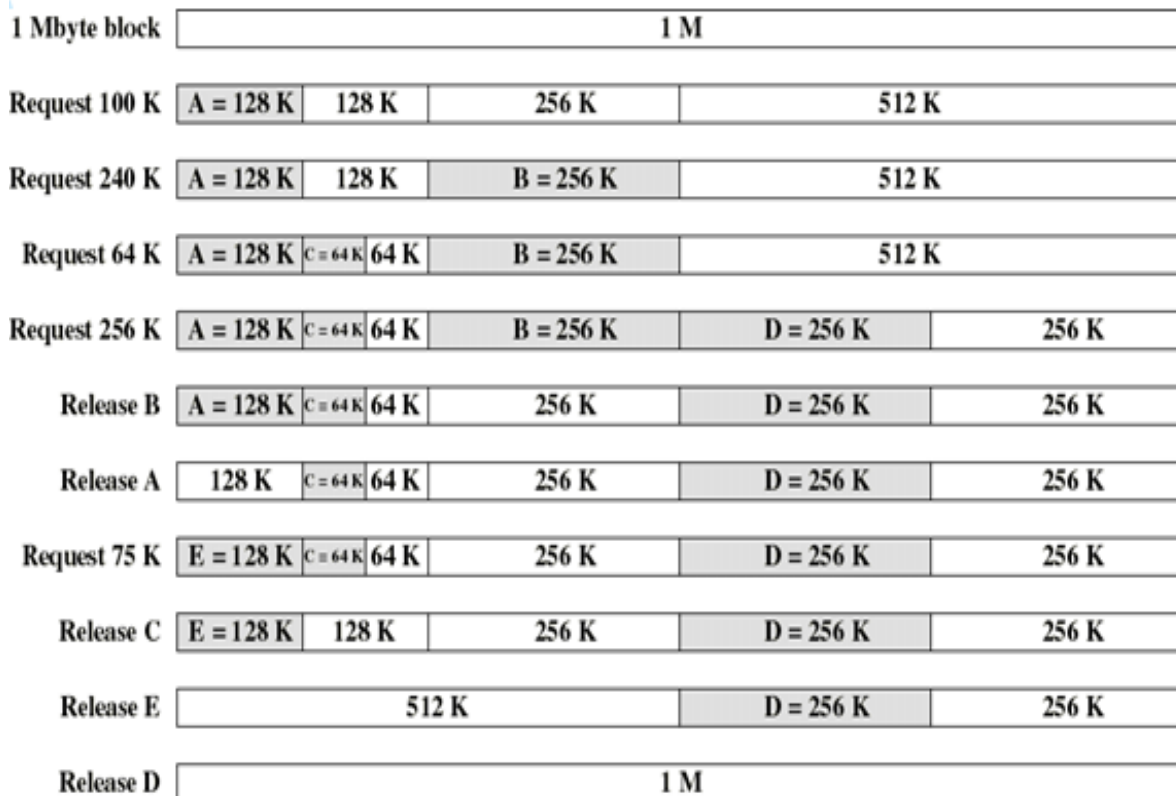 1 Mbyte block 1 M
Request 100 K A = 128 K 128 K 256 K 512 K
Request 240 K A = 128 K 128 K B = 256 K 512 K
Request 64 K A = 128 K C = 64 K 64 K B = 256 K 512 K
Request 256 K A = 128 K C = 64 K 64 K B = 256 K D = 256 K 256 K
Release B A = 128 K C = 64 K 64 K 256 K D = 256 K 256 K
Release A 128 K C = 64 K 64 K 256 K D = 256 K 256 K
Request 75 K E = 128 K C = 64 K 64 K 256 K D = 256 K 256 K
Release C E = 128 K 128 K 256 K D = 256 K 256 K
Release E 512 K D = 256 K 256 K
Release D 1 M